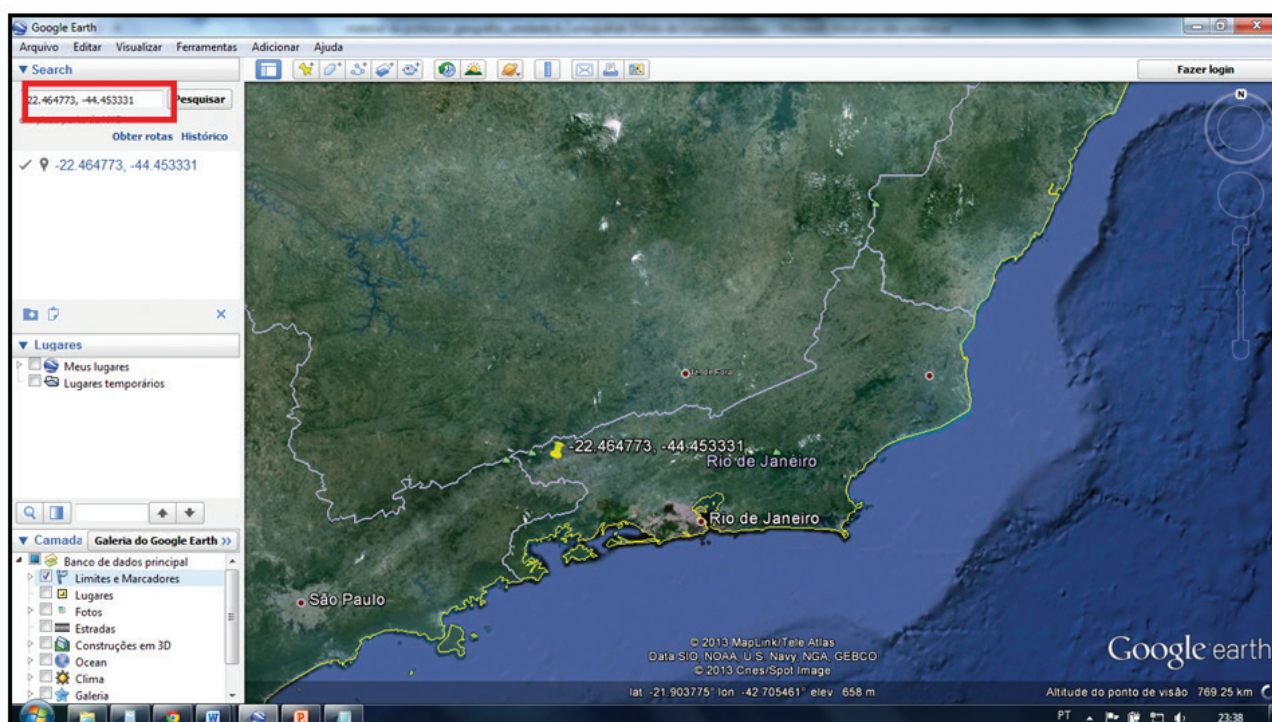 Google Earth
Arquivo Editar Visualizar Ferramentas Adicionar Ajuda
Search
Fazer login
22.464773, -44.453331
Pesquisar
Obter rotas Histórico
-22.464773, -44.453331
N
Lugares
Meus lugares
Lugares temporários
de Fora
-22.464773, -44.453331
Rio de Janeiro
Rio de Janeiro
São Paulo
Camada Galeria do Google Earth >>
Banco de dados principal
Limites e Marcadores
Lugares
Fotos
Estradas
Construções em 3D
Ocean
Clima
Galeria
© 2013 MapLink/Tele Atlas
Data SIO, NOAA, U.S. Navy, NGA, GEBCO
© 2013 Cnes/Spot Image
Google earth
lat -21.903775° lon -42.705461° elev 658 m
Altitude do ponto de visão 769.25 km
PT
23:38